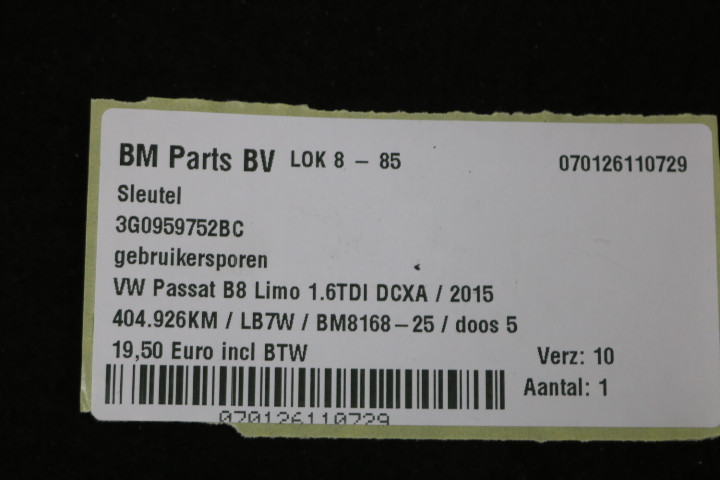 BM Parts BV LOK 8 - 85 070126110729
Sleutel
3G0959752BC
gebruikersporen
VW Passat B8 Limo 1.6TDI DCXA / 2015
404.926KM / LB7W / BM8168-25 / doos 5
19,50 Euro incl BTW Verz: 10
Aantal: 1
070126110729